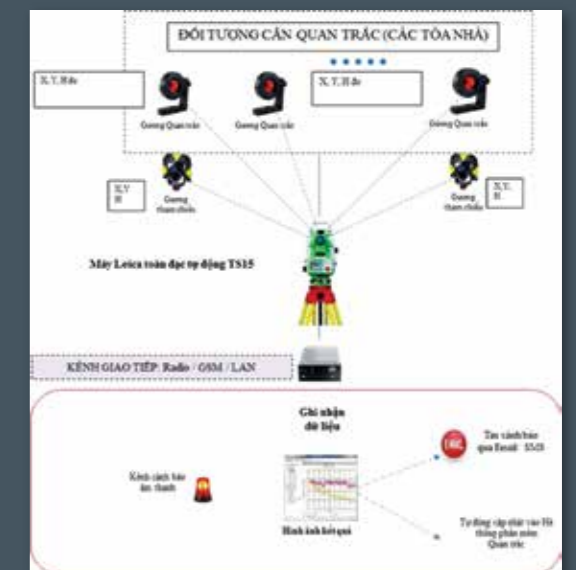 ĐỐI TƯỢNG CẦN QUAN TRẮC (CÁC TÒA NHÀ)
X, Y, H đo
X, Y, H đo
Gương Quan trắc
Gương Quan trắc
Gương Quan trắc
X,Y
H
Gương
tham chiếu
Gương
tham chiếu
X,Y,
H
Máy Leica toàn đạc tự động TS15
KÊNH GIAO TIẾP: Radio / GSM / LAN
Ghi nhận
dữ liệu
Kênh cảnh báo
âm thanh
Tin cảnh báo
qua Email SMS
Hình ảnh kết quả
Tự động cập nhật vào Hệ
thống phần mềm
Quan trắc